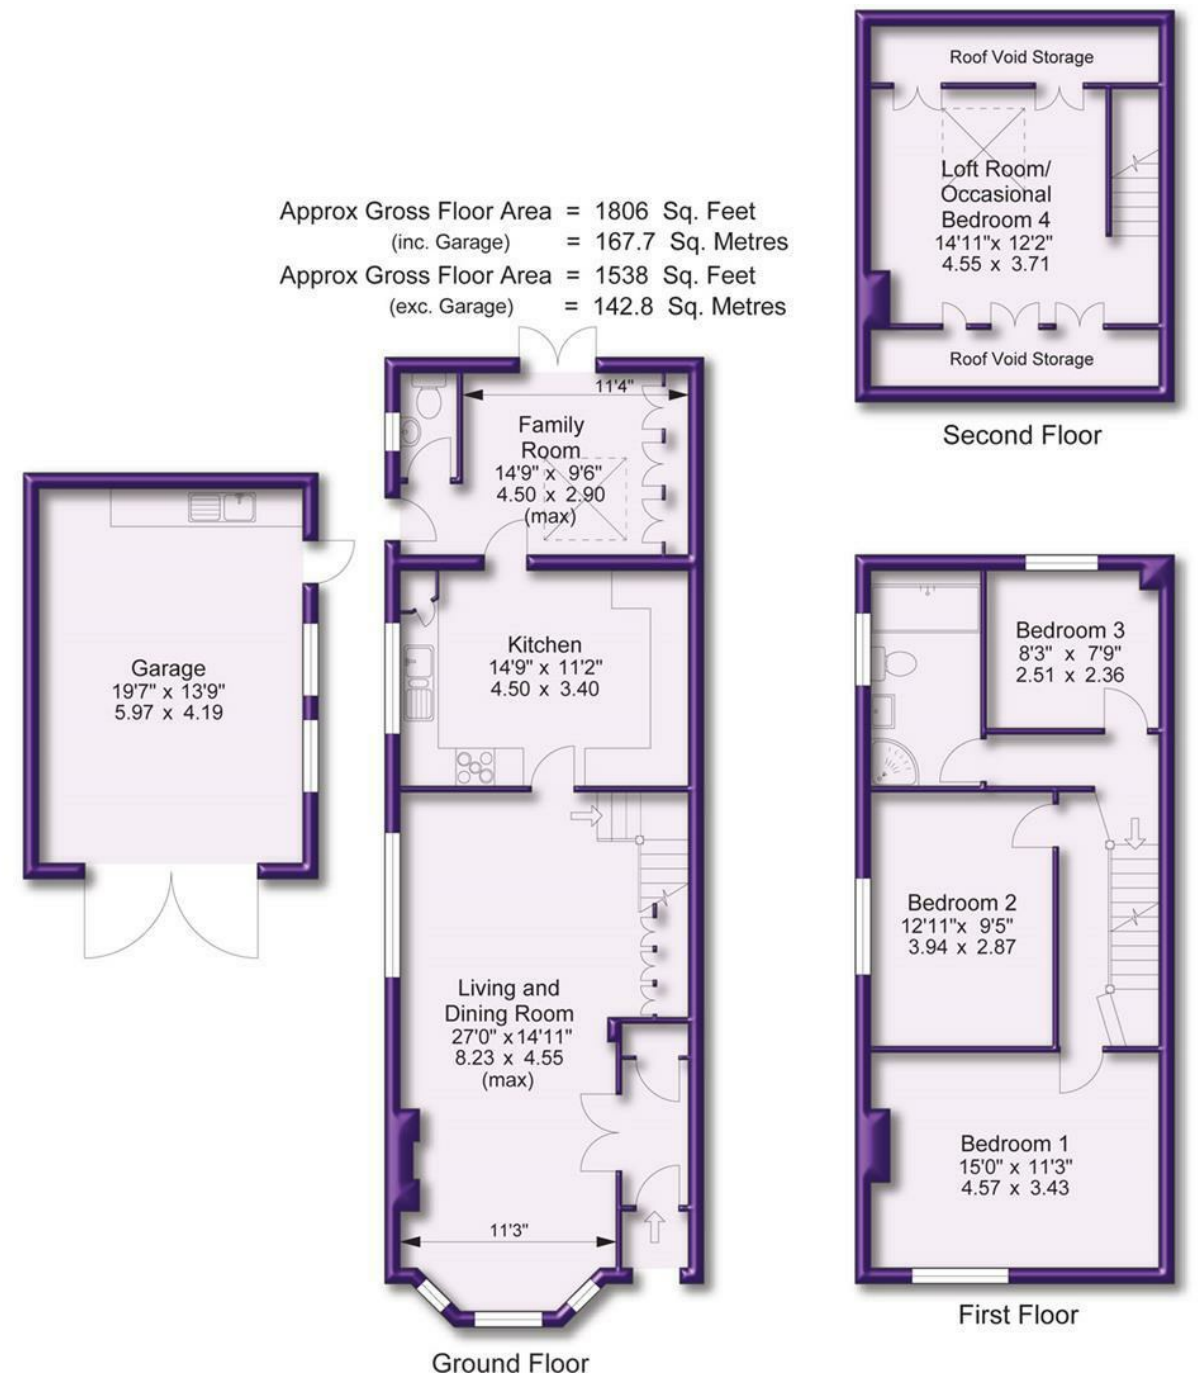 Approx Gross Floor Area = 1806 Sq. Feet
(inc. Garage) = 167.7 Sq. Metres
Approx Gross Floor Area = 1538 Sq. Feet
(exc. Garage) = 142.8 Sq. Metres
Roof Void Storage
Loft Room/
Occasional
Bedroom 4
14'11"x 12'2"
4.55 x 3.71
Roof Void Storage
Second Floor
Garage
19'7" x 13'9"
5.97 x 4.19
11'4"
Family
Room
14'9" x 9'6"
4.50 x 2.90
(max)
Kitchen
14'9" x 11'2"
4.50 x 3.40
Living and
Dining Room
27'0" x 14'11"
8.23 x 4.55
(max)
11'3"
Ground Floor
Bedroom 3
8'3" x 7'9"
2.51 x 2.36
Bedroom 2
12'11"x 9'5"
3.94 x 2.87
Bedroom 1
15'0" x 11'3"
4.57 x 3.43
First Floor